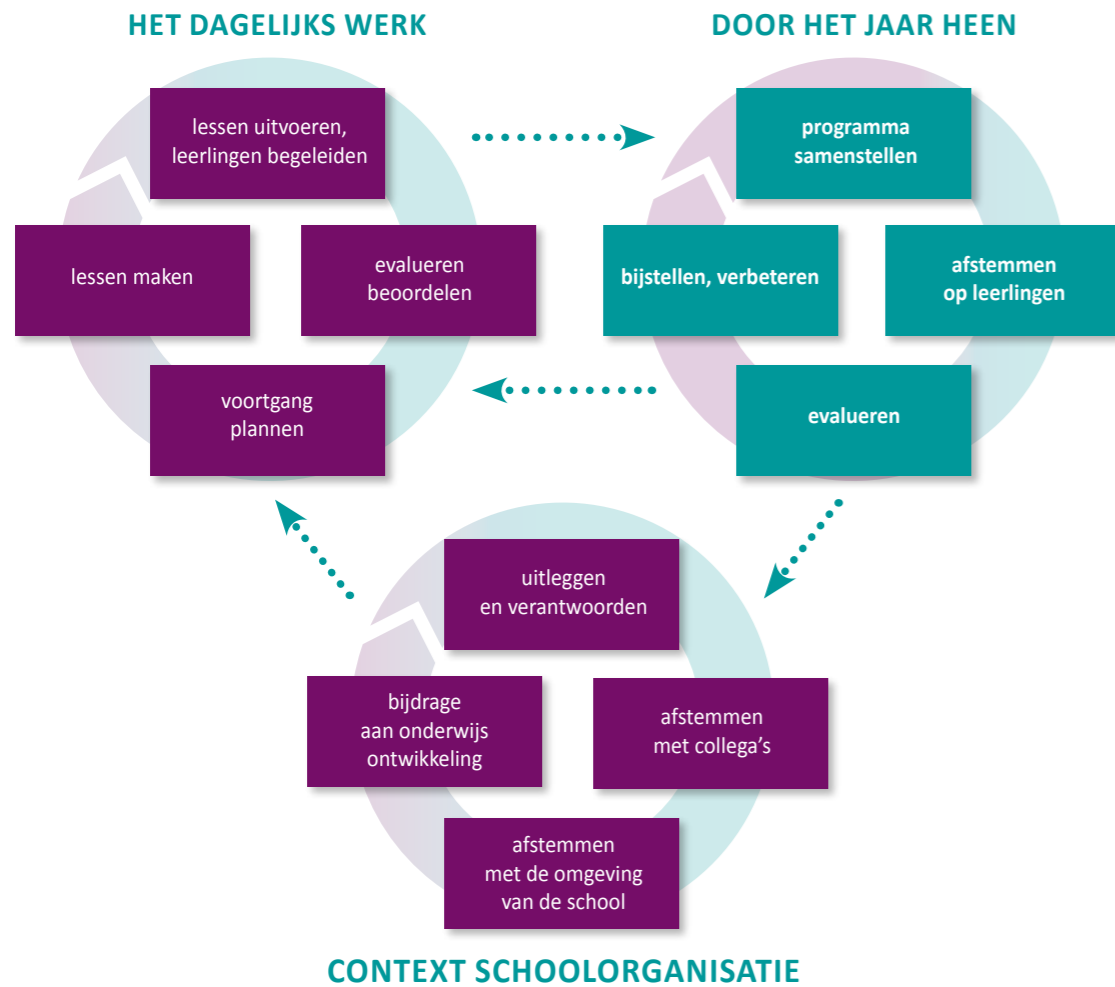 HET DAGELIJKS WERK
lessen uitvoeren,
leerlingen begeleiden
lessen maken
evalueren
beoordelen
voortgang
plannen
DOOR HET JAAR HEEN
programma
samenstellen
bijstellen, verbeteren
afstemmen
op leerlingen
evalueren
uitleggen
en verantwoorden
bijdrage
aan onderwijs
ontwikkeling
afstemmen
met collega’s
afstemmen
met de omgeving
van de school
CONTEXT SCHOOLORGANISATIE